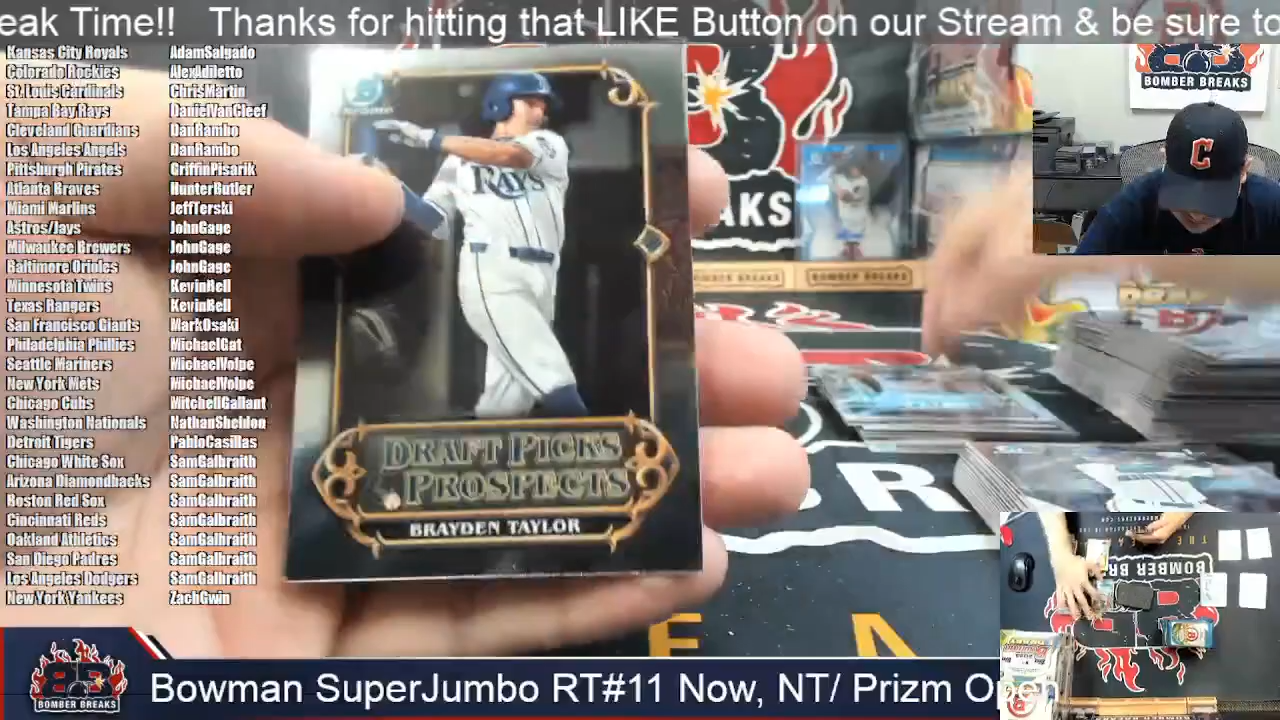 eak Time!! Thanks for hitting that LIKE Button on our Stream & be sure to
Kansas City Royals AdamSalgado
Colorado Rockies AlexAdiletto
St. Louis Cardinals ChrisMartin
Tampa Bay Rays DanielVanCleef
Cleveland Guardians DanRambo
Los Angeles Angels DanRambo
Pittsburgh Pirates GriffinPisarik
Atlanta Braves HunterButler
Miami Marlins JeffTerski
Astros/Jays JohnGage
Milwaukee Brewers JohnGage
Baltimore Orioles JohnGage
Minnesota Twins KevinBell
Texas Rangers KevinBell
San Francisco Giants MarkOsaki
Philadelphia Phillies MichaelGat
Seattle Mariners MichaelVolpe
New York Mets MichaelVolpe
Chicago Cubs MitchellGallant
Washington Nationals NathanSheldon
Detroit Tigers PabloCasillas
Chicago White Sox SamGalbraith
Arizona Diamondbacks SamGalbraith
Boston Red Sox SamGalbraith
Cincinnati Reds SamGalbraith
Oakland Athletics SamGalbraith
San Diego Padres SamGalbraith
Los Angeles Dodgers SamGalbraith
New York Yankees ZachGwin
RAYS
DRAFT PICKS
PROSPECTS
BRAYDEN TAYLOR
AKS
BOMBER BREAKS
BOMBER BREAKS
C
BOMBER BREAKS
R
E A
BOMBER BREAKS
Bowman SuperJumbo RT#11 Now, NT/ Prizm Ope